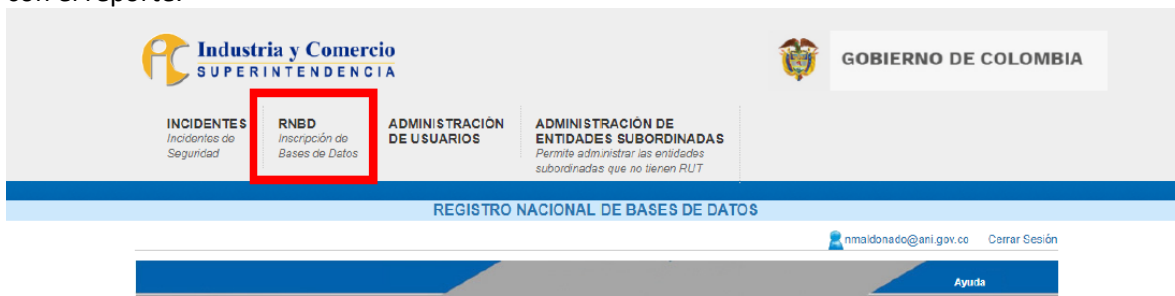 Industria y Comercio
SUPERINTENDENCIA
GOBIERNO DE COLOMBIA
INCIDENTES
Incidentes de
Seguridad
RNBD
Inscripción de
Bases de Datos
ADMINISTRACIÓN
DE USUARIOS
ADMINISTRACIÓN DE
ENTIDADES SUBORDINADAS
Permite administrar las entidades
subordinadas que no tienen RUT
REGISTRO NACIONAL DE BASES DE DATOS
nmaldonado@ani.gov.co Cerrar Sesión
Ayuda